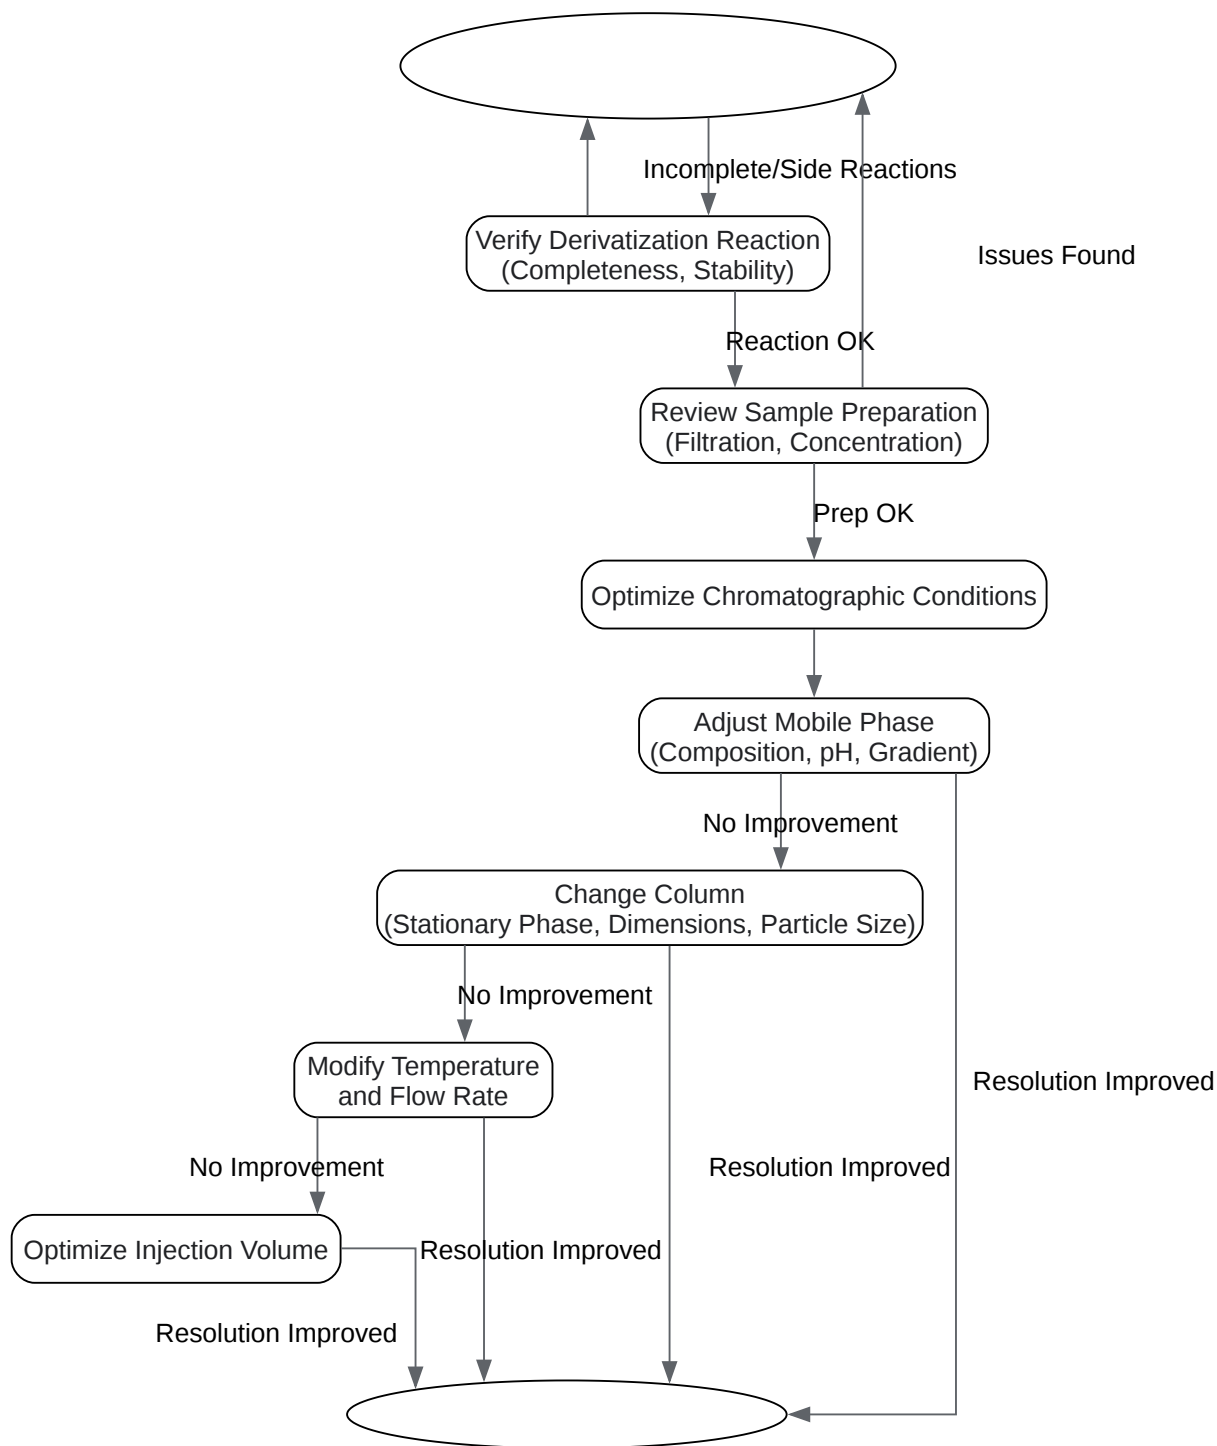 Incomplete/Side Reactions
Verify Derivatization Reaction
(Completeness, Stability)
Issues Found
Reaction OK
Review Sample Preparation
(Filtration, Concentration)
Prep OK
Optimize Chromatographic Conditions
Adjust Mobile Phase
(Composition, pH, Gradient)
No Improvement
Change Column
(Stationary Phase, Dimensions, Particle Size)
No Improvement
Modify Temperature
and Flow Rate
Resolution Improved
No Improvement
Resolution Improved
Optimize Injection Volume
Resolution Improved
Resolution Improved